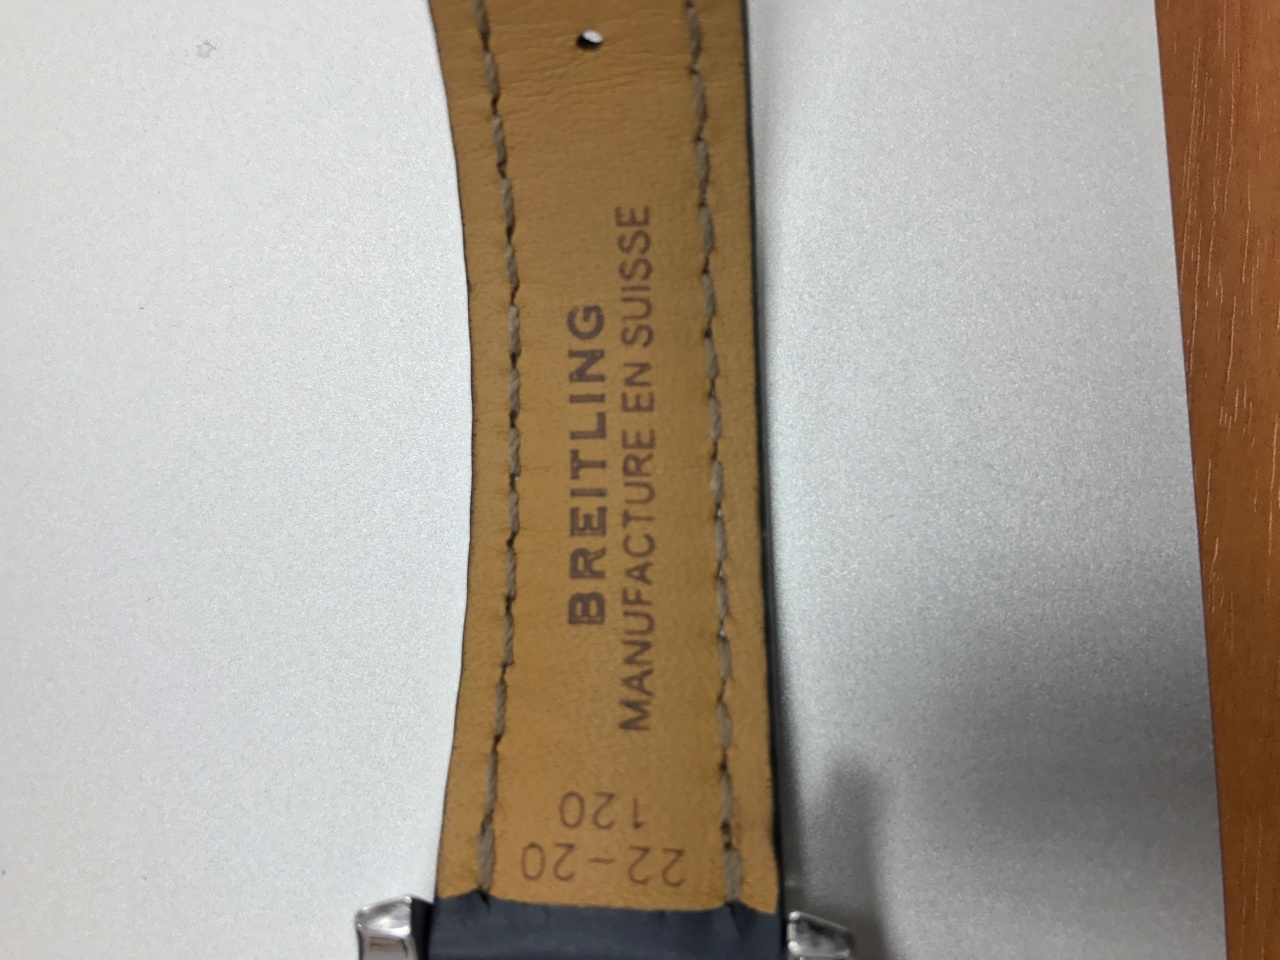 BREITLING
MANUFACTURE EN SUISSE
22-20
120